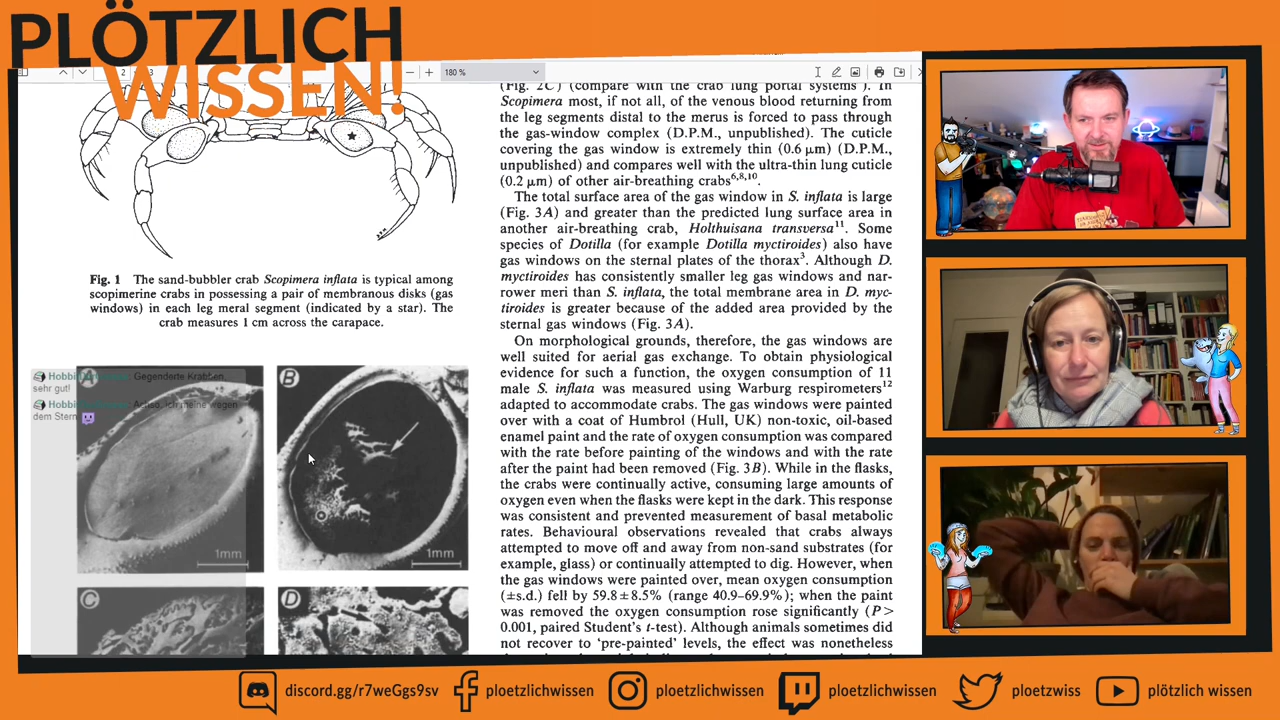 PLÖTZLICH
WISSEN!
2
180 %
Fig. 1 The sand-bubbler crab Scopimera inflata is typical among
scopimerine crabs in possessing a pair of membranous disks (gas
windows) in each leg meral segment (indicated by a star). The
crab measures 1 cm across the carapace.
Gegenderte Krabben
sehr gut!
ich meine wegen
dem Stern
B
1mm
1mm
C
D
(Fig. 2C) (compare with the crab lung portal systems ). In
Scopimera most, if not all, of the venous blood returning from
the leg segments distal to the merus is forced to pass through
the gas-window complex (D.P.M., unpublished). The cuticle
covering the gas window is extremely thin (0.6 μm) (D.P.M.,
unpublished) and compares well with the ultra-thin lung cuticle
(0.2 μm) of other air-breathing crabs6,8,10.
The total surface area of the gas window in S. inflata is large
(Fig. 3A) and greater than the predicted lung surface area in
another air-breathing crab, Holthuisana transversa11. Some
species of Dotilla (for example Dotilla myctiroides) also have
gas windows on the sternal plates of the thorax3. Although D.
myctiroides has consistently smaller leg gas windows and nar-
rower meri than S. inflata, the total membrane area in D. myc-
tiroides is greater because of the added area provided by the
sternal gas windows (Fig. 3A).
On morphological grounds, therefore, the gas windows are
well suited for aerial gas exchange. To obtain physiological
evidence for such a function, the oxygen consumption of 11
male S. inflata was measured using Warburg respirometers12
adapted to accommodate crabs. The gas windows were painted
over with a coat of Humbrol (Hull, UK) non-toxic, oil-based
enamel paint and the rate of oxygen consumption was compared
with the rate before painting of the windows and with the rate
after the paint had been removed (Fig. 3B). While in the flasks,
the crabs were continually active, consuming large amounts of
oxygen even when the flasks were kept in the dark. This response
was consistent and prevented measurement of basal metabolic
rates. Behavioural observations revealed that crabs always
attempted to move off and away from non-sand substrates (for
example, glass) or continually attempted to dig. However, when
the gas windows were painted over, mean oxygen consumption
(±s.d.) fell by 59.8±8.5% (range 40.9–69.9%); when the paint
was removed the oxygen consumption rose significantly (P>
0.001, paired Student's t-test). Although animals sometimes did
not recover to 'pre-painted' levels, the effect was nonetheless
discord.gg/r7weGgs9sv
ploetzlichwissen
ploetzlichwissen
ploetzlichwissen
ploetzwiss
plötzlich wissen